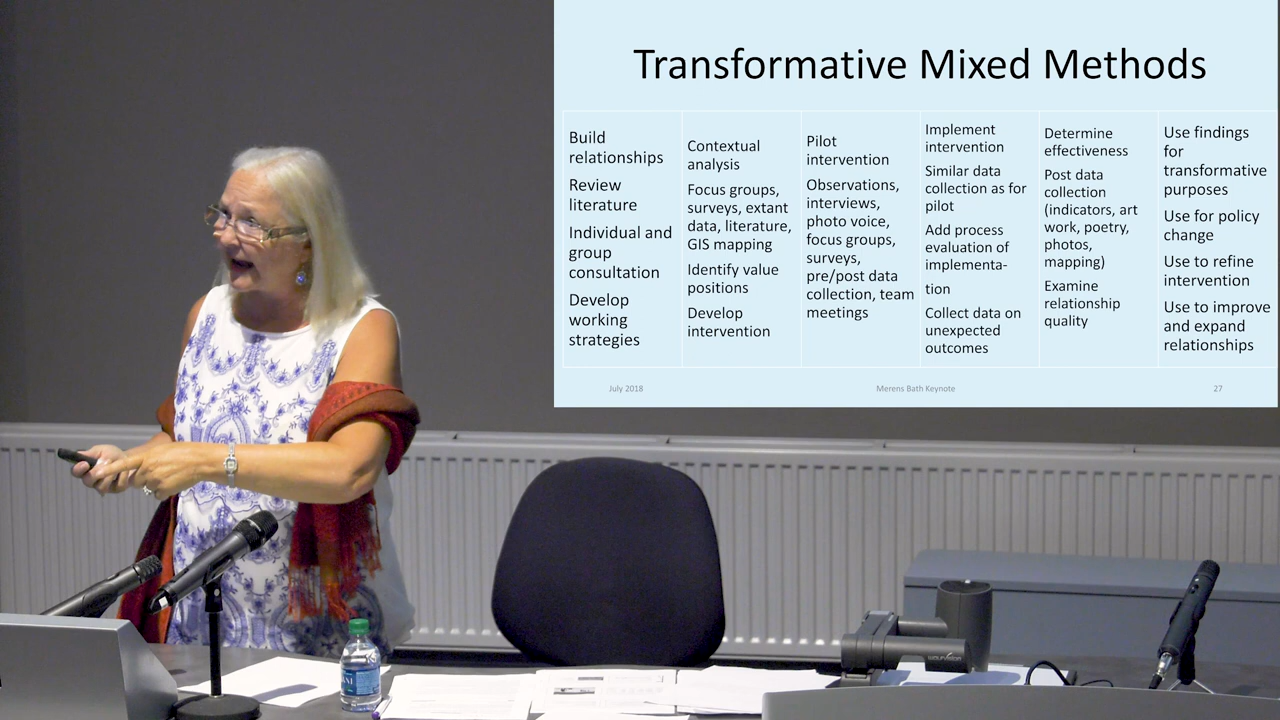 Transformative Mixed Methods
Build
relationships
Review
literature
Individual and
group
consultation
Develop
working
strategies
Contextual
analysis
Focus groups,
surveys, extant
data, literature,
GIS mapping
Identify value
positions
Develop
intervention
Pilot
intervention
Observations,
interviews,
photo voice,
focus groups,
surveys,
pre/post data
collection, team
meetings
Implement
intervention
Similar data
collection as for
pilot
Add process
evaluation of
implementa-
tion
Collect data on
unexpected
outcomes
Determine
effectiveness
Post data
collection
(indicators, art
work, poetry,
photos,
mapping)
Examine
relationship
quality
Use findings
for
transformative
purposes
Use for policy
change
Use to refine
intervention
Use to improve
and expand
relationships
July 2018
Merens Bath Keynote
27